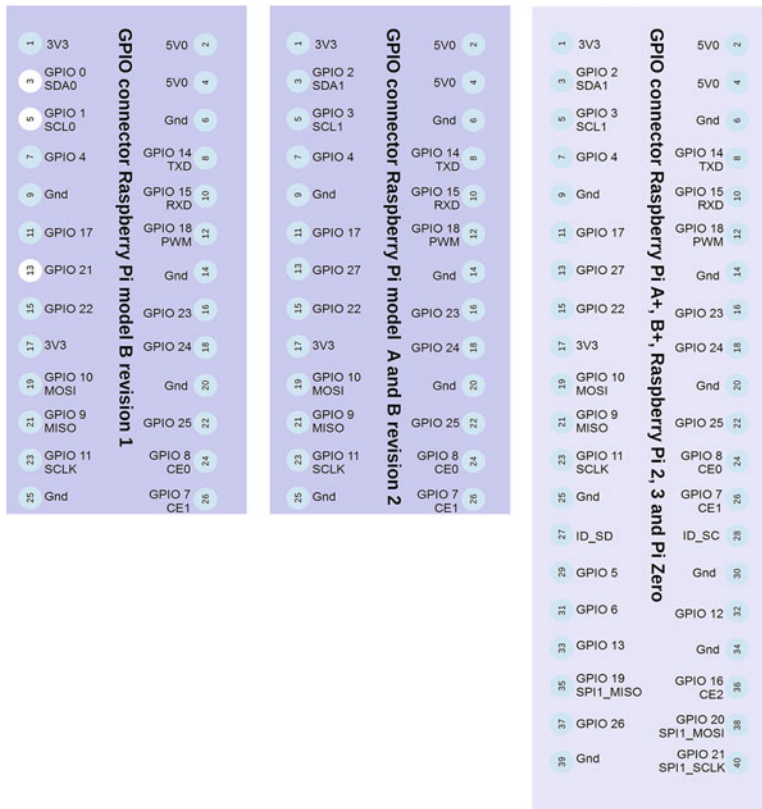 GPIO connector Raspberry Pi model B revision 1
1 3V3 5V0 2
3 GPIO 0 5V0 4
SDA0
5 GPIO 1 Gnd 6
SCL0
7 GPIO 4 GPIO 14 8
TXD
9 Gnd GPIO 15 10
RXD
11 GPIO 17 GPIO 18 12
PWM
13 GPIO 21 Gnd 14
15 GPIO 22 GPIO 23 16
17 3V3 GPIO 24 18
19 GPIO 10 Gnd 20
MOSI
21 GPIO 9 GPIO 25 22
MISO
23 GPIO 11 GPIO 8 24
SCLK CE0
25 Gnd GPIO 7 26
CE1
GPIO connector Raspberry Pi model A and B revision 2
1 3V3 5V0 2
3 GPIO 2 5V0 4
SDA1
5 GPIO 3 Gnd 6
SCL1
7 GPIO 4 GPIO 14 8
TXD
9 Gnd GPIO 15 10
RXD
11 GPIO 17 GPIO 18 12
PWM
13 GPIO 27 Gnd 14
15 GPIO 22 GPIO 23 16
17 3V3 GPIO 24 18
19 GPIO 10 Gnd 20
MOSI
21 GPIO 9 GPIO 25 22
MISO
23 GPIO 11 GPIO 8 24
SCLK CE0
25 Gnd GPIO 7 26
CE1
GPIO connector Raspberry Pi A+, B+, Raspberry Pi 2, 3 and Pi Zero
1 3V3 5V0 2
3 GPIO 2 5V0 4
SDA1
5 GPIO 3 Gnd 6
SCL1
7 GPIO 4 GPIO 14 8
TXD
9 Gnd GPIO 15 10
RXD
11 GPIO 17 GPIO 18 12
PWM
13 GPIO 27 Gnd 14
15 GPIO 22 GPIO 23 16
17 3V3 GPIO 24 18
19 GPIO 10 Gnd 20
MOSI
21 GPIO 9 GPIO 25 22
MISO
23 GPIO 11 GPIO 8 24
SCLK CE0
25 Gnd GPIO 7 26
CE1
27 ID_SD ID_SC 28
29 GPIO 5 Gnd 30
31 GPIO 6 GPIO 12 32
33 GPIO 13 Gnd 34
35 GPIO 19 GPIO 16 36
SPI1_MISO CE2
37 GPIO 26 GPIO 20 38
SPI1_MOSI
39 Gnd GPIO 21 40
SPI1_SCLK